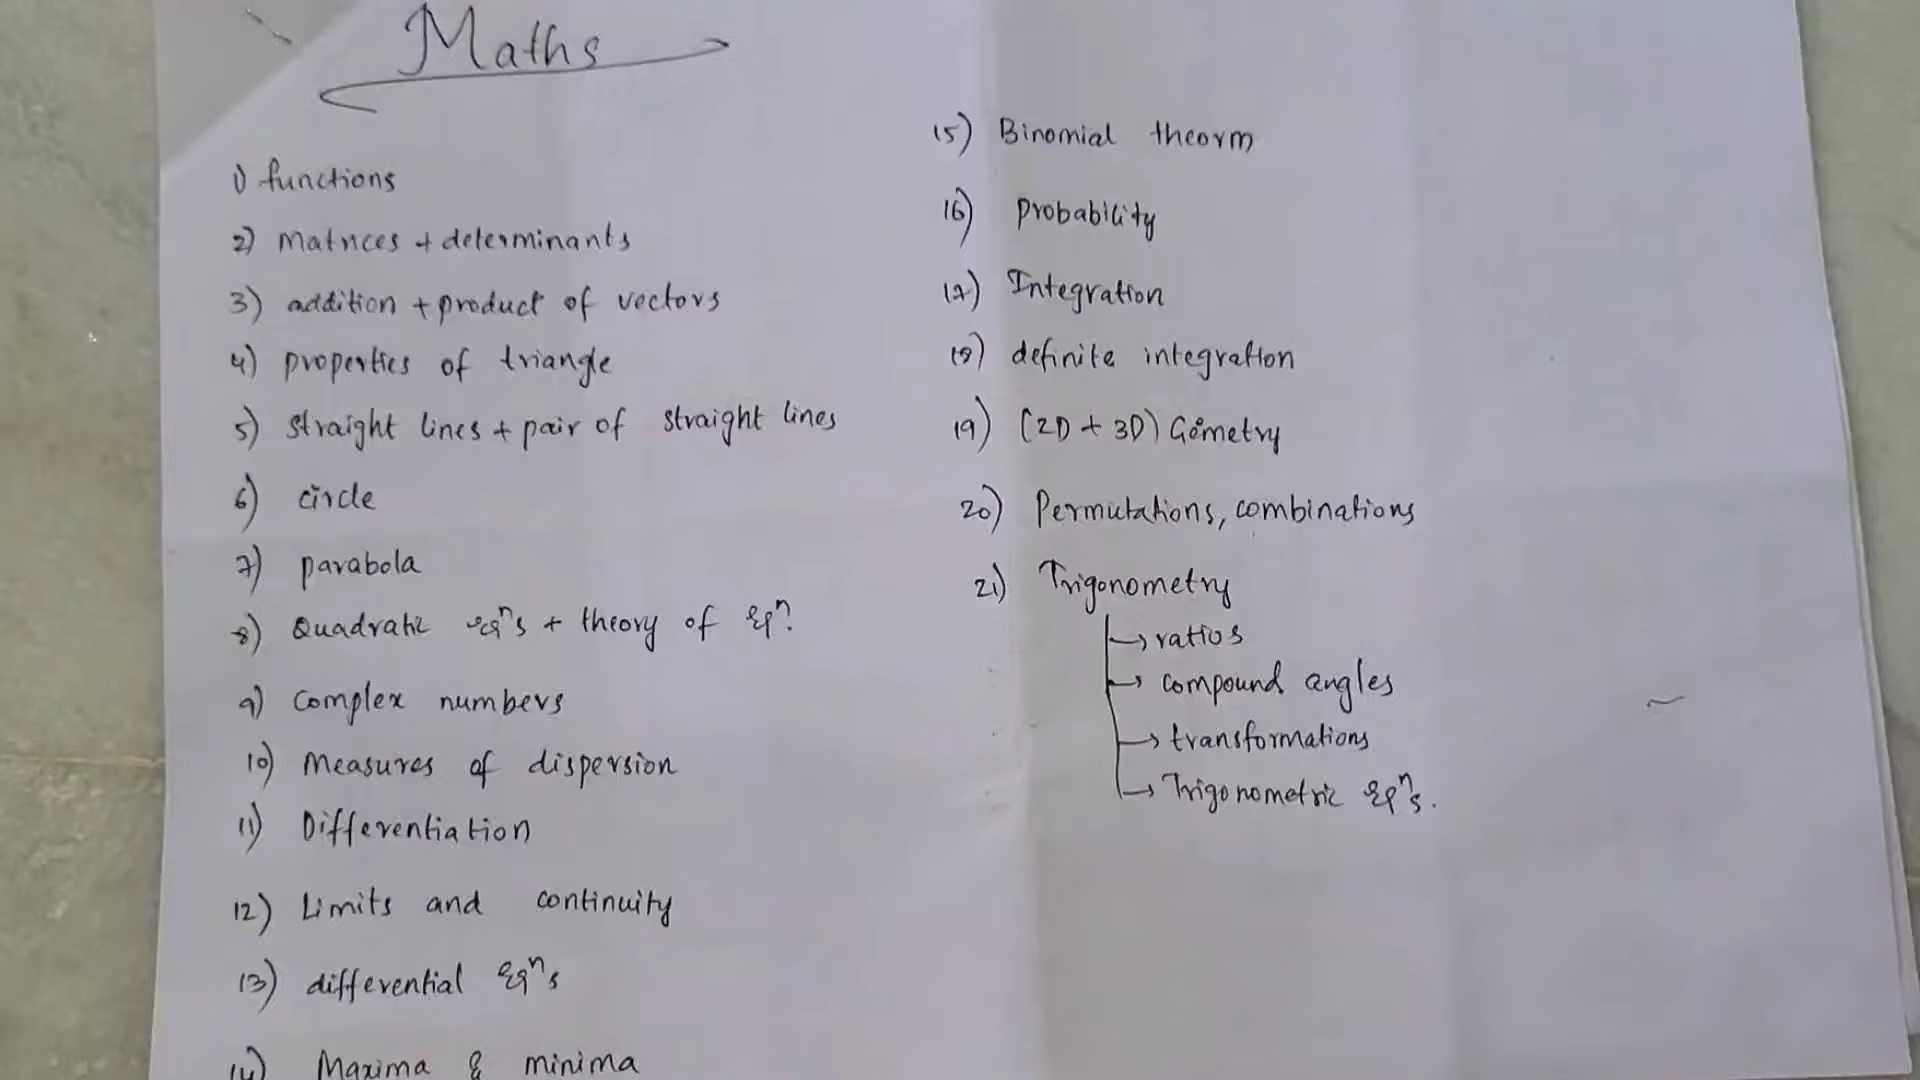 Maths
1) functions
2) Matrices + determinants
3) addition + product of vectors
4) properties of triangle
5) straight lines + pair of straight lines
6) circle
7) parabola
8) Quadratic eqⁿs + theory of eqⁿ.
9) Complex numbers
10) Measures of dispersion
11) Differentiation
12) Limits and continuity
13) differential Eqⁿs
14) Maxima & minima
15) Binomial theorm
16) probability
17) Integration
18) definite integration
19) (2D + 3D) Geometry
20) Permutations, combinations
21) Trigonometry
→ ratios
→ compound angles
→ transformations
→ Trigonometric Eqⁿs.